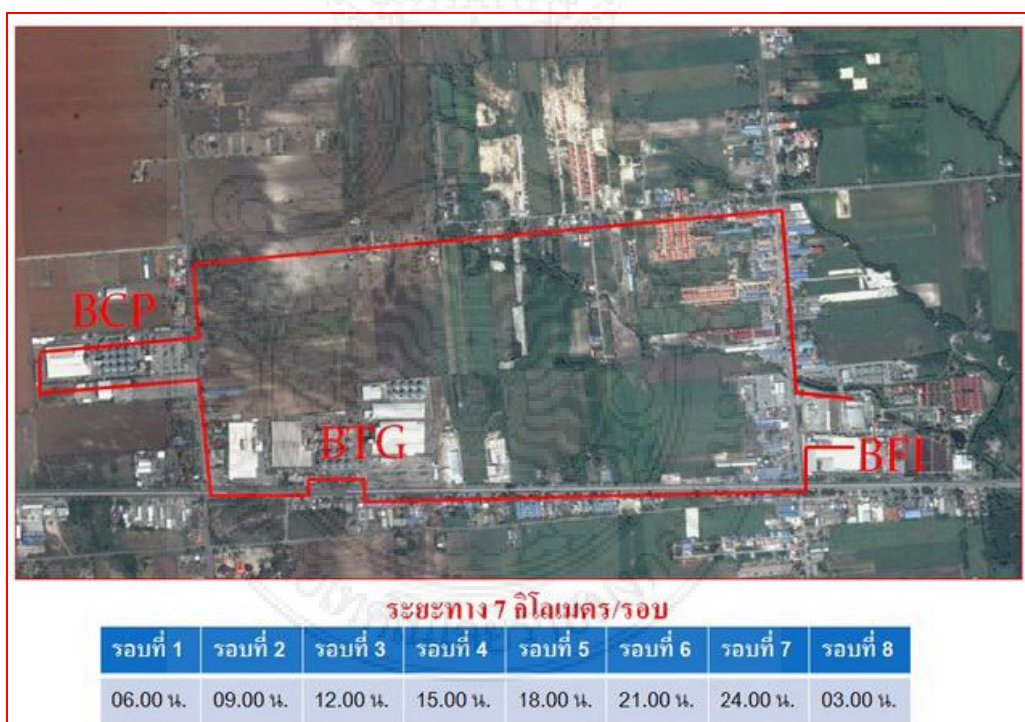 BCP
BTG
BFI
ระยะทาง 7 กิโลเมตร/รอบ
รอบที่ 1 รอบที่ 2 รอบที่ 3 รอบที่ 4 รอบที่ 5 รอบที่ 6 รอบที่ 7 รอบที่ 8
06.00 น. 09.00 น. 12.00 น. 15.00 น. 18.00 น. 21.00 น. 24.00 น. 03.00 น.